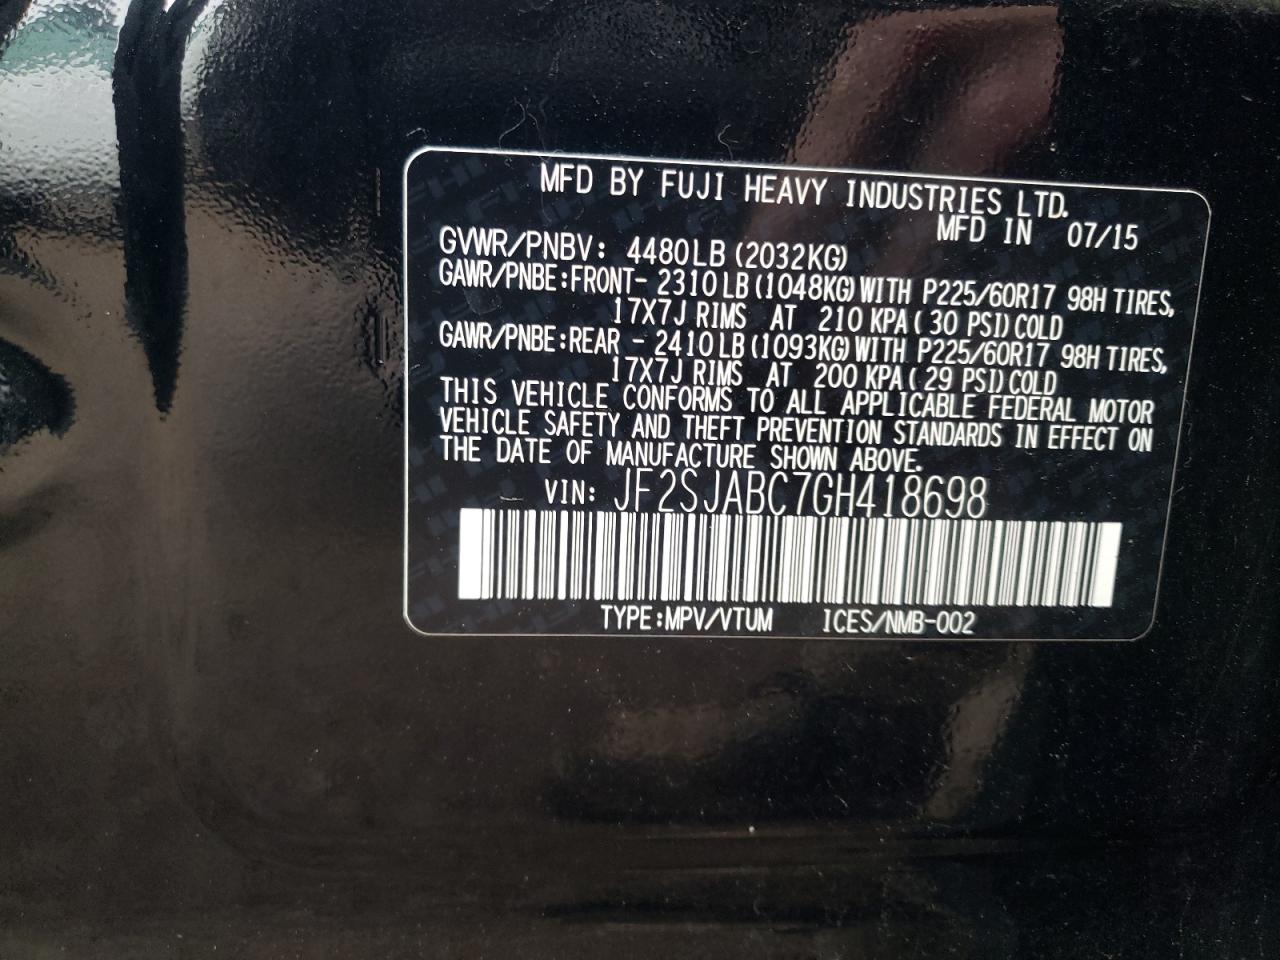 MFD BY FUJI HEAVY INDUSTRIES LTD.
MFD IN 07/15
GVWR/PNBV: 4480LB (2032KG)
GAWR/PNBE:FRONT- 2310 LB (1048KG) WITH P225/60R17 98H TIRES,
17X7J RIMS AT 210 KPA ( 30 PSI) COLD
GAWR/PNBE:REAR - 2410 LB (1093KG) WITH P225/60R17 98H TIRES,
17X7J RIMS AT 200 KPA ( 29 PSI) COLD
THIS VEHICLE CONFORMS TO ALL APPLICABLE FEDERAL MOTOR
VEHICLE SAFETY AND THEFT PREVENTION STANDARDS IN EFFECT ON
THE DATE OF MANUFACTURE SHOWN ABOVE.
VIN: JF2SJABC7GH418698
TYPE:MPV/VTUM ICES/NMB-002